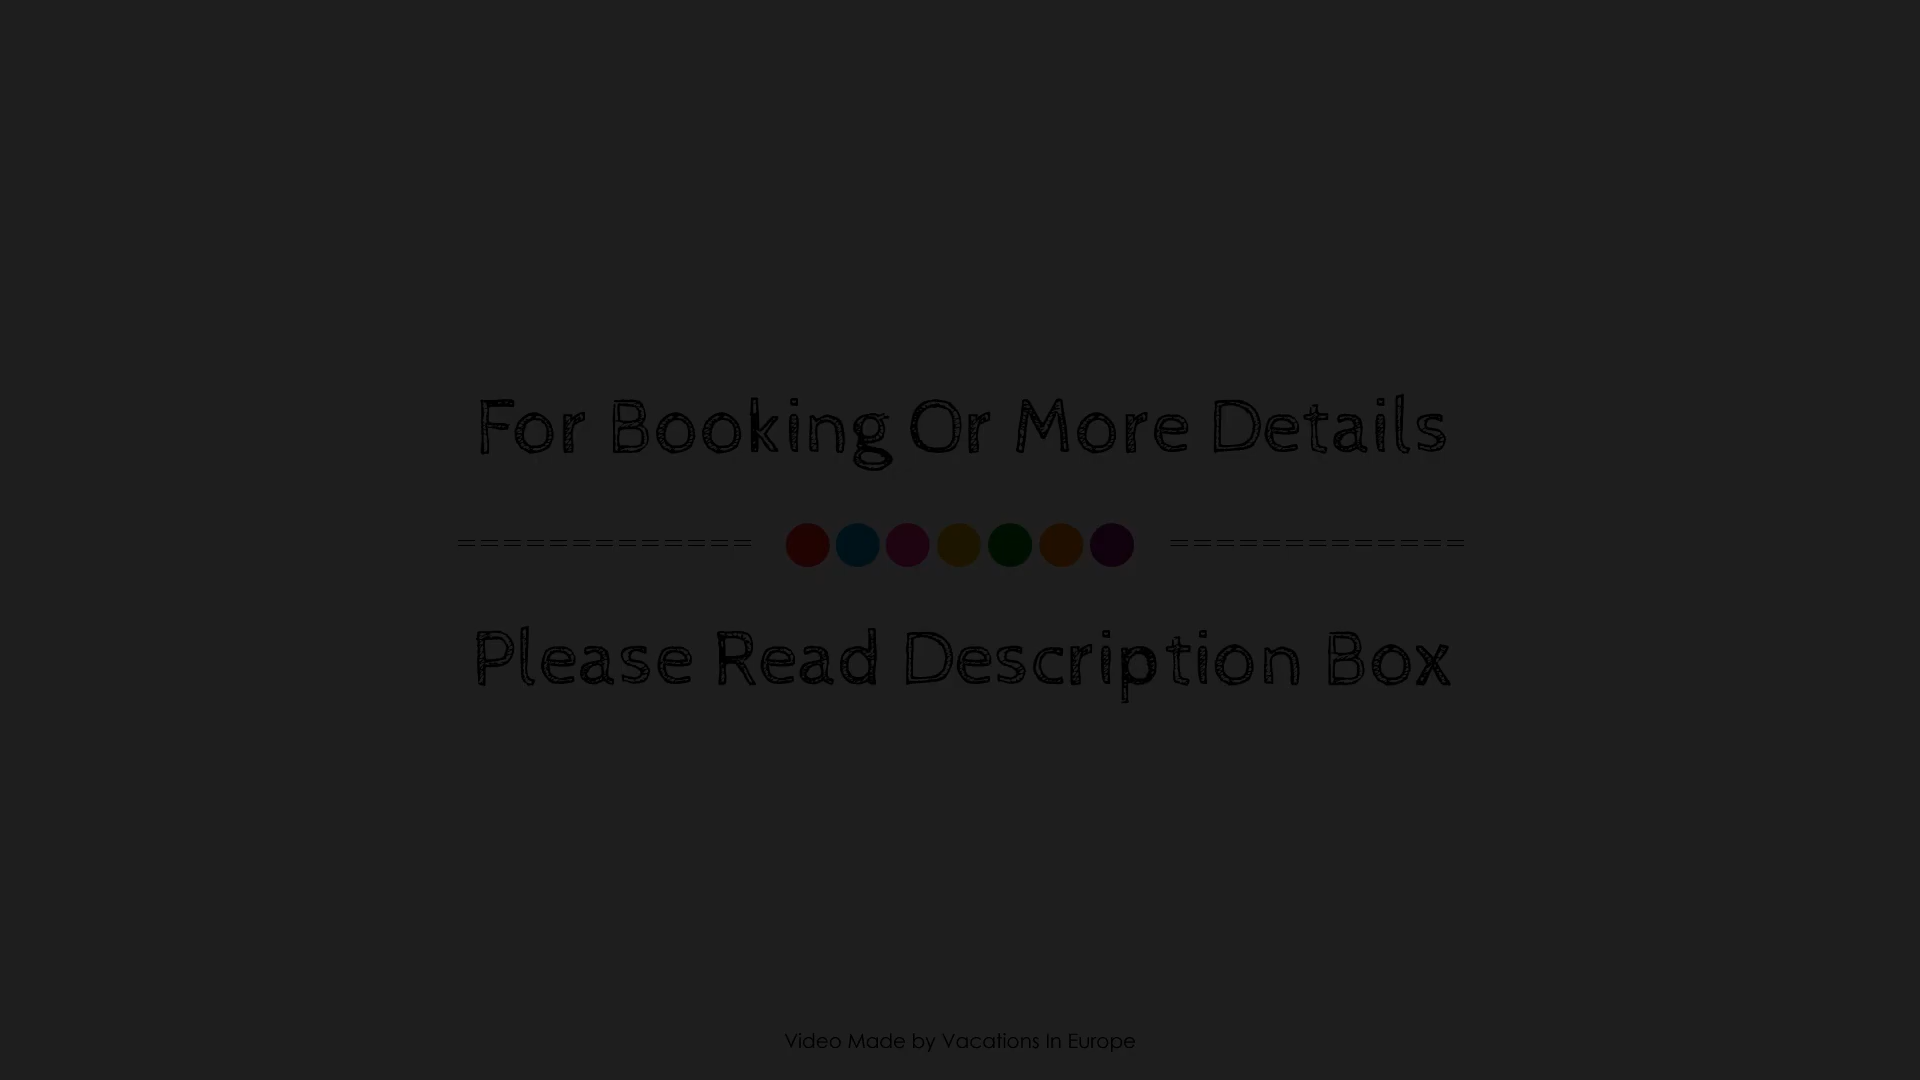 For Booking Or More Details
============= =============
Please Read Description Box
Video Made by Vacations In Europe